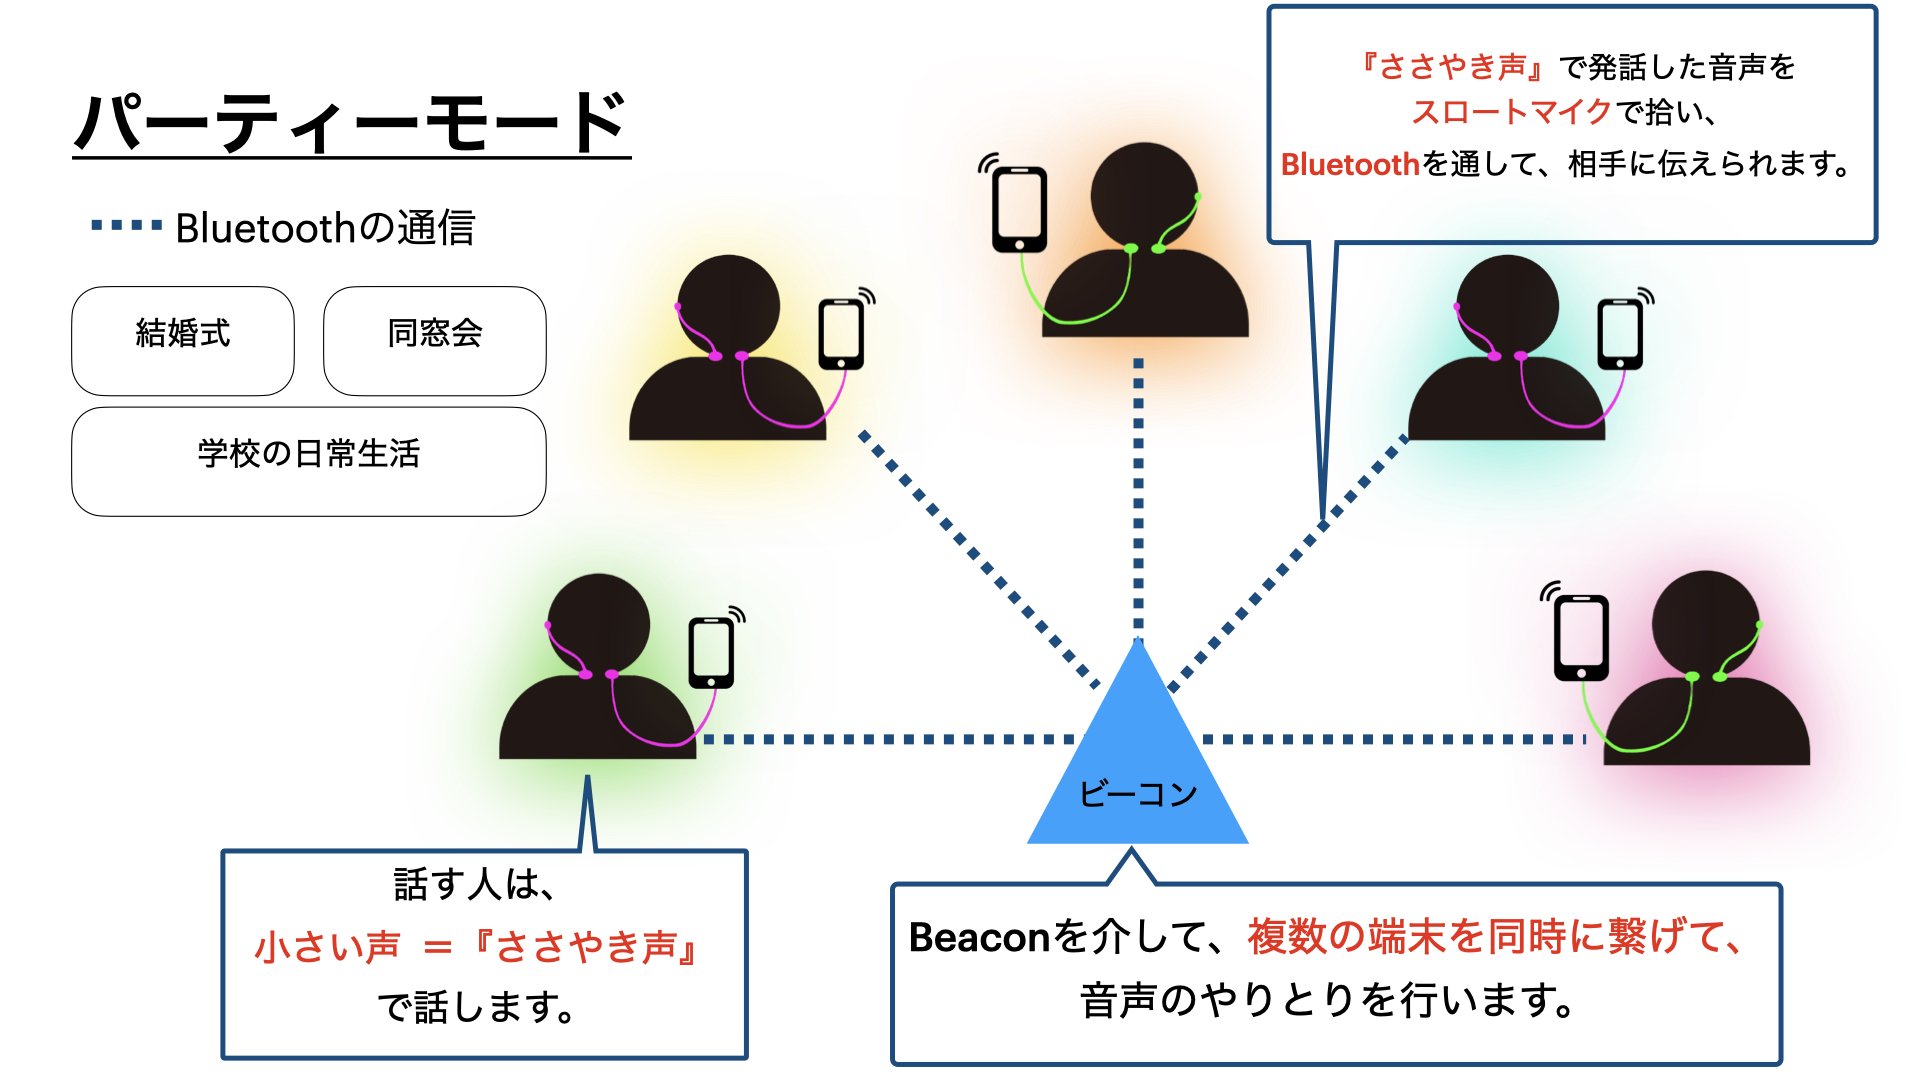 パーティーモード
Bluetoothの通信
結婚式
同窓会
学校の日常生活
『ささやき声』で発話した音声を
スロートマイクで拾い、
Bluetoothを通して、相手に伝えられます。
ビーコン
話す人は、
小さい声 ＝『ささやき声』
で話します。
Beaconを介して、複数の端末を同時に繋げて、
音声のやりとりを行います。